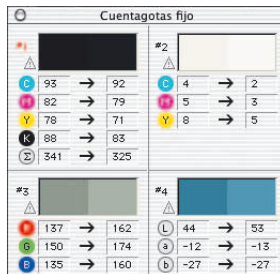 Cuentagotas fijo
#1
C 93 → 92
M 82 → 79
Y 78 → 71
K 88 → 83
Σ 341 → 325
#2
C 4 → 2
M 5 → 3
Y 8 → 5
#3
R 137 → 162
G 150 → 174
B 135 → 160
#4
L 44 → 53
a -12 → -13
b -27 → -27